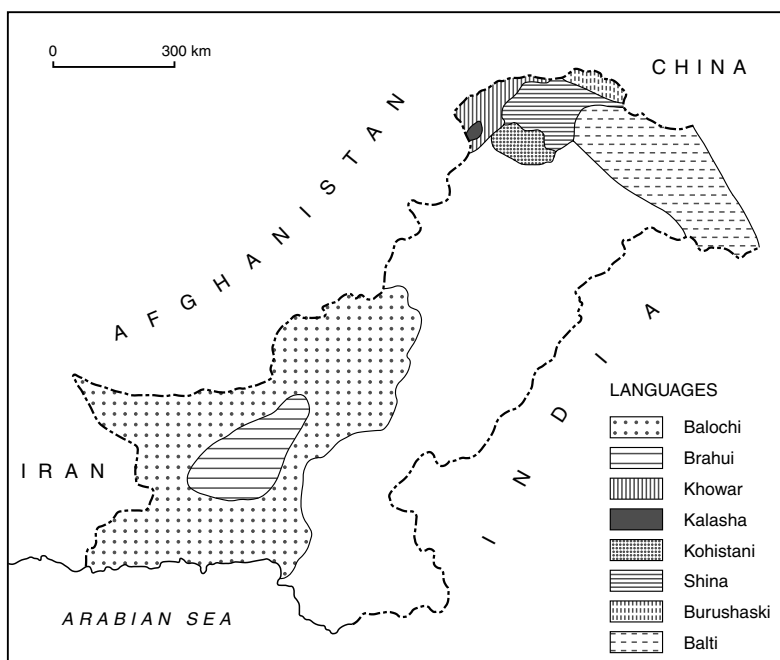 0 300 km
CHINA
AFGHANISTAN
INDIA
IRAN
ARABIAN SEA
LANGUAGES
Balochi
Brahui
Khowar
Kalasha
Kohistani
Shina
Burushaski
Balti